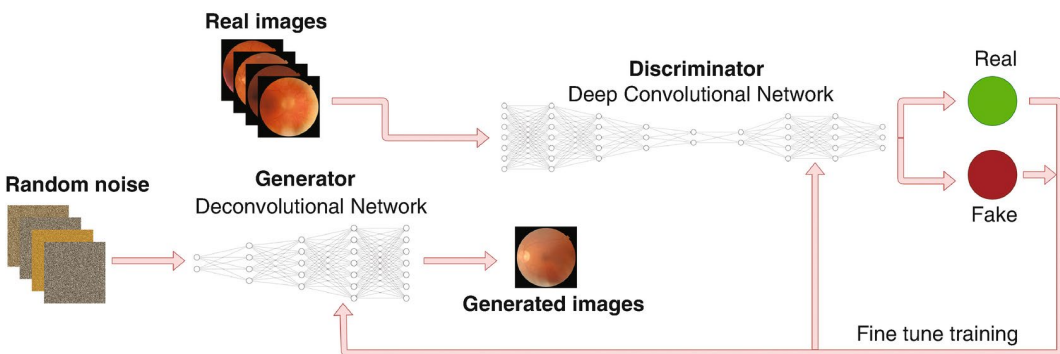 Real images
Discriminator
Deep Convolutional Network
Real
Fake
Random noise
Generator
Deconvolutional Network
Generated images
Fine tune training